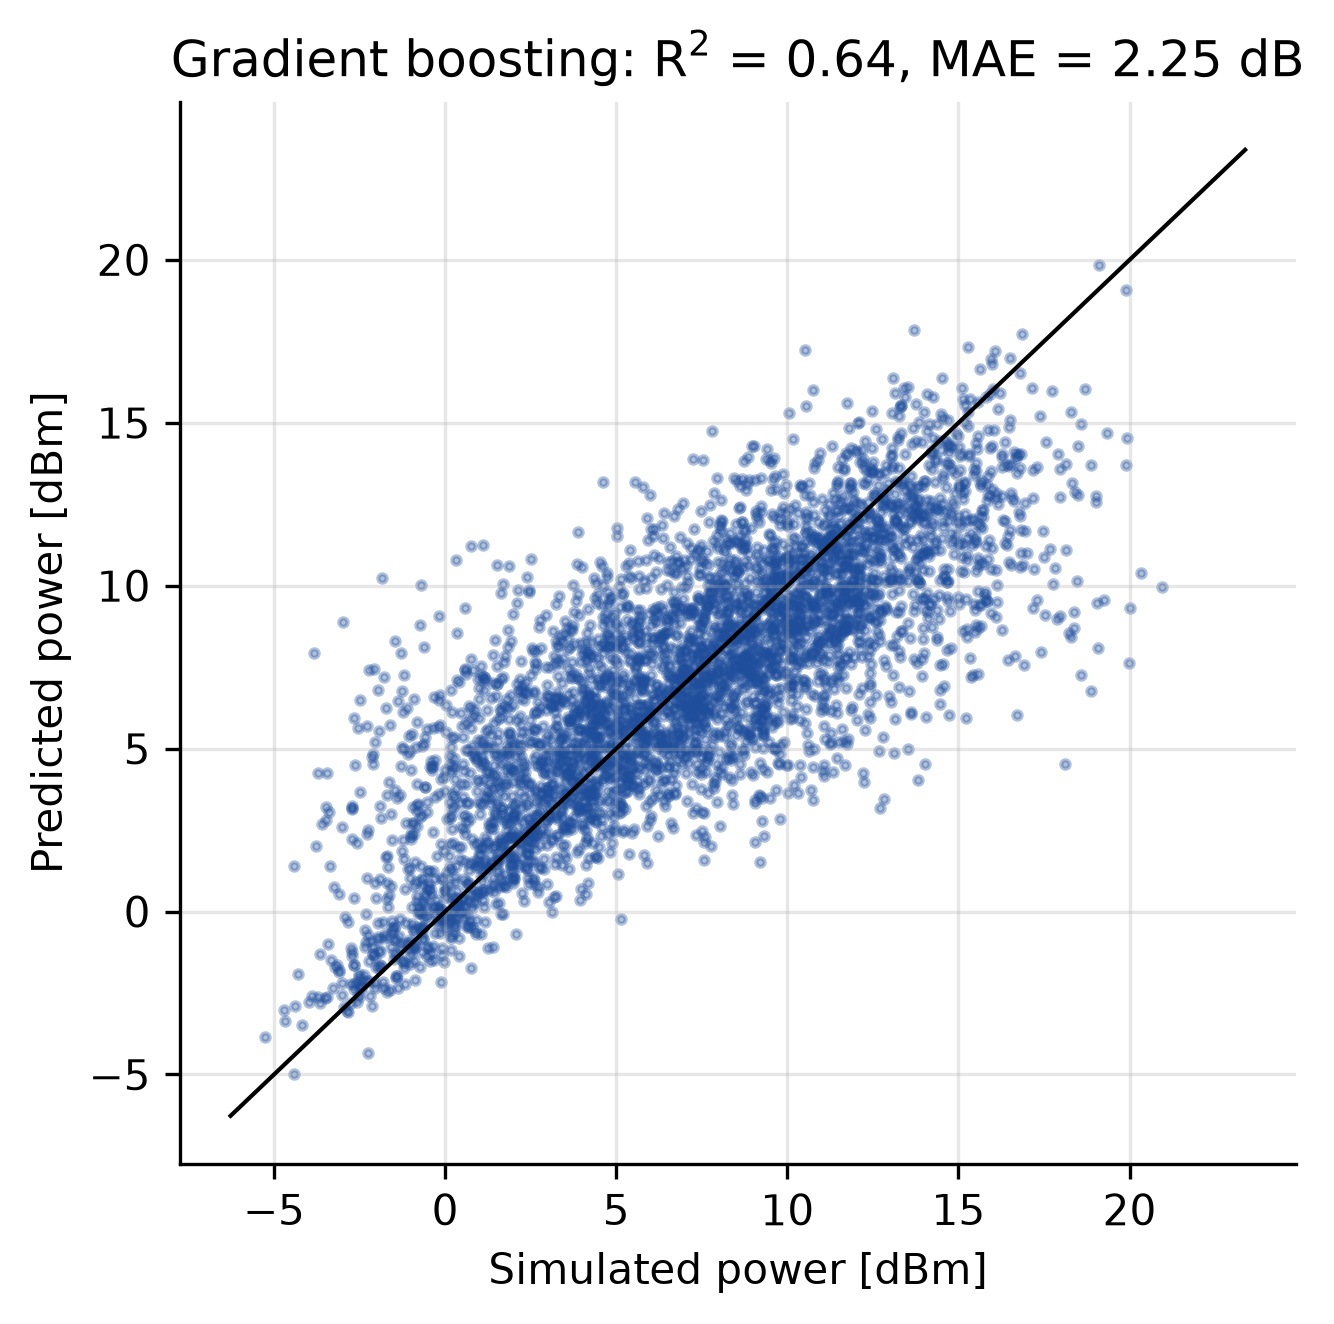 Gradient boosting: R² = 0.64, MAE = 2.25 dB
Predicted power [dBm]
20
15
10
5
0
−5
−5 0 5 10 15 20
Simulated power [dBm]